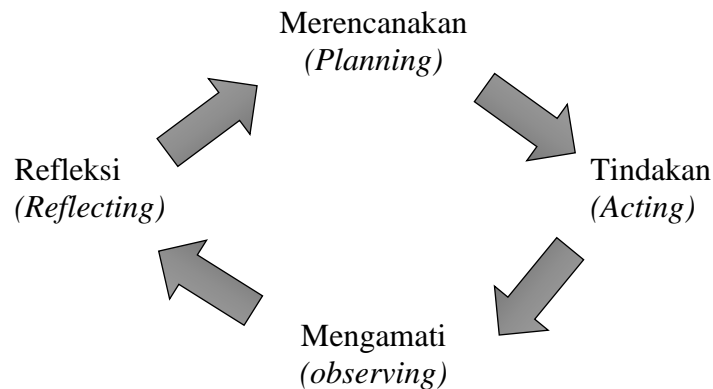 Merencanakan
(Planning)
Refleksi
(Reflecting)
Tindakan
(Acting)
Mengamati
(observing)